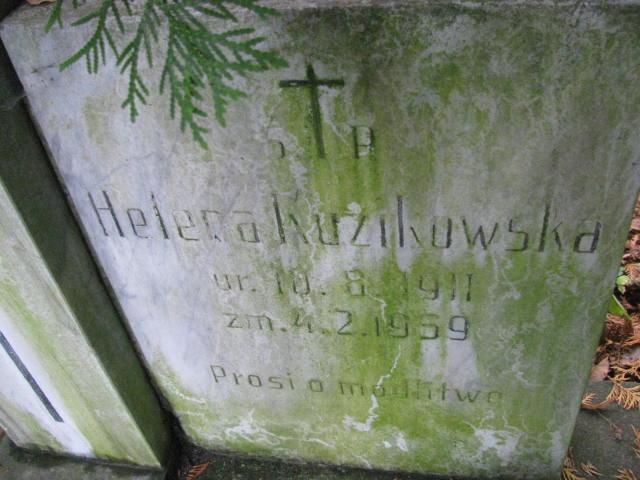 Ś P
Helena Kuzikowska
ur. 10. 8. 1911
zm. 4. 2. 1959
Prosi o modlitwę